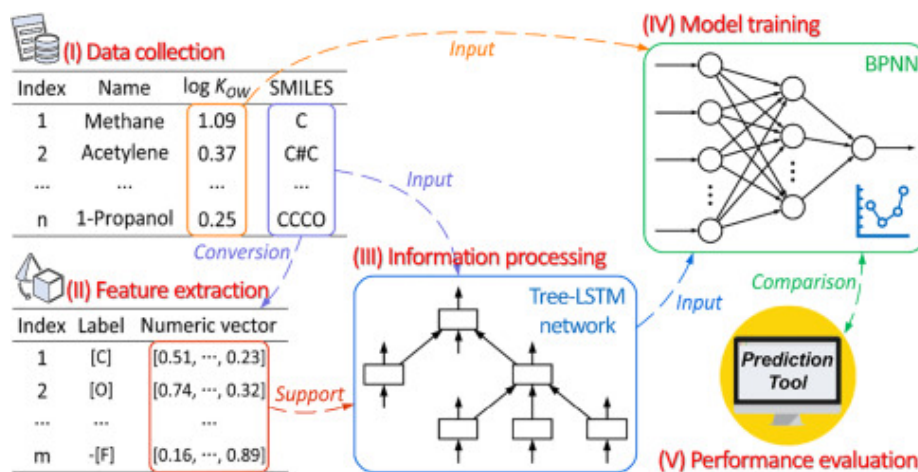 (I) Data collection
Index Name log K_OW SMILES
1 Methane 1.09 C
2 Acetylene 0.37 C#C
... ... ... ...
n 1-Propanol 0.25 CCCO
Input
Input
Conversion
(II) Feature extraction
Index Label Numeric vector
1 [C] [0.51, ···, 0.23]
2 [O] [0.74, ···, 0.32]
... ... ...
m -[F] [0.16, ···, 0.89]
Support
(III) Information processing
Tree-LSTM
network
Input
(IV) Model training
BPNN
Comparison
Prediction
Tool
(V) Performance evaluation